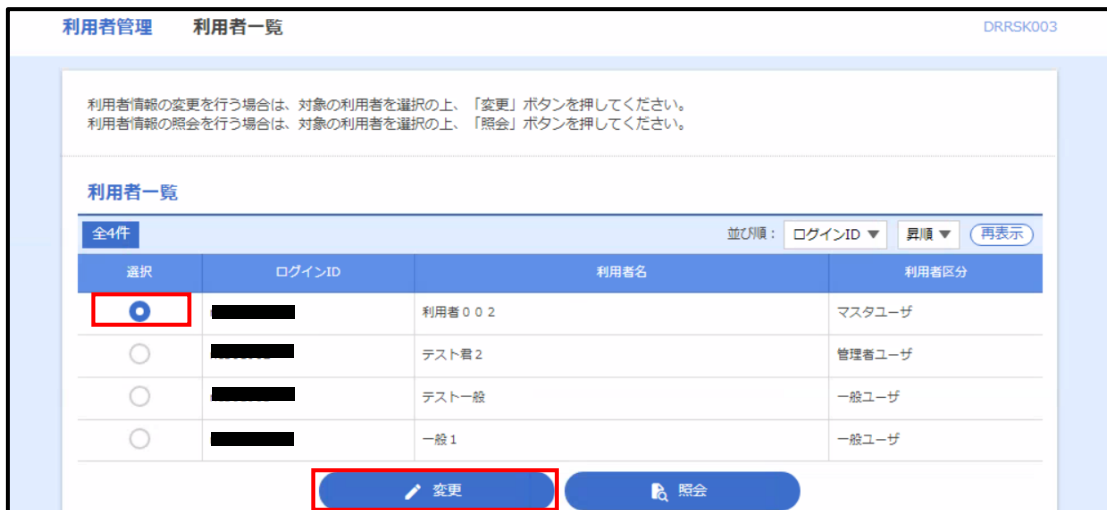 利用者管理 利用者一覧 DRRSK003
利用者情報の変更を行う場合は、対象の利用者を選択の上、「変更」ボタンを押してください。
利用者情報の照会を行う場合は、対象の利用者を選択の上、「照会」ボタンを押してください。
利用者一覧
全4件 並び順： ログインID ▼ 昇順 ▼ 再表示
選択 ログインID 利用者名 利用者区分
利用者００２ マスタユーザ
テスト君2 管理者ユーザ
テスト一般 一般ユーザ
一般1 一般ユーザ
変更 照会